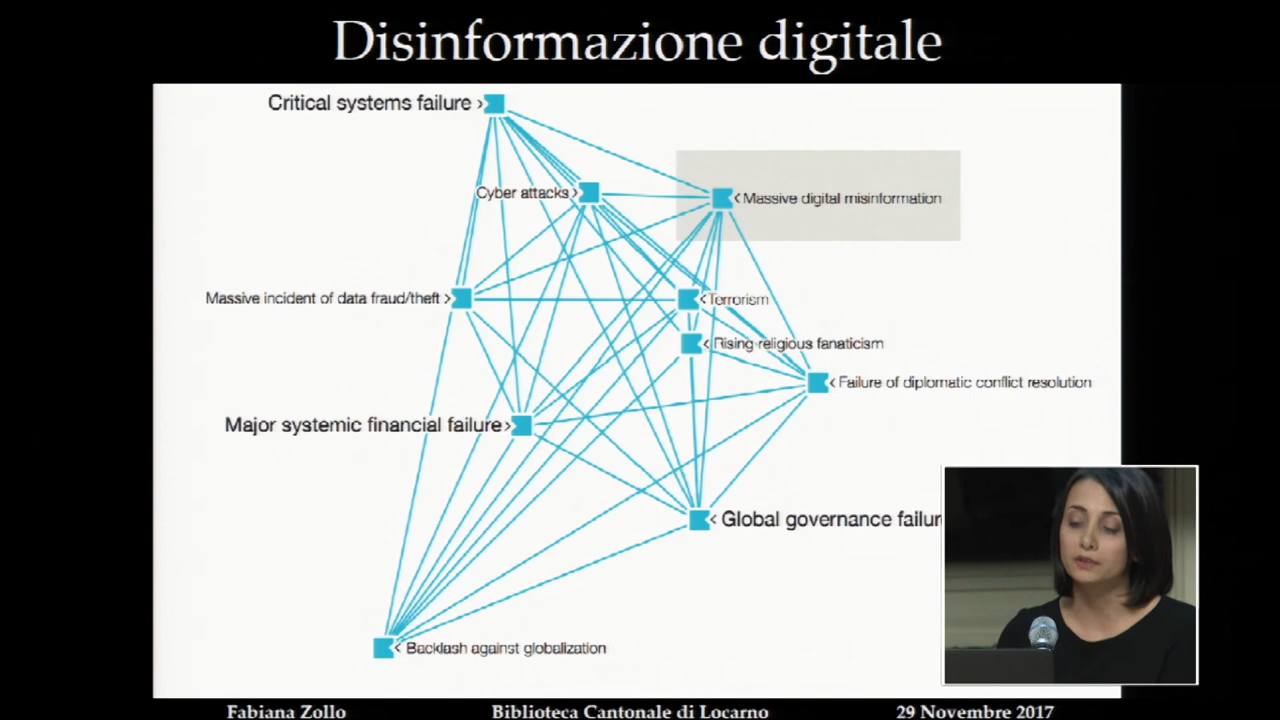 Disinformazione digitale
Critical systems failure
Cyber attacks
Massive digital misinformation
Massive incident of data fraud/theft
Terrorism
Rising religious fanaticism
Failure of diplomatic conflict resolution
Major systemic financial failure
Global governance failur
Backlash against globalization
Fabiana Zollo
Biblioteca Cantonale di Locarno
29 Novembre 2017